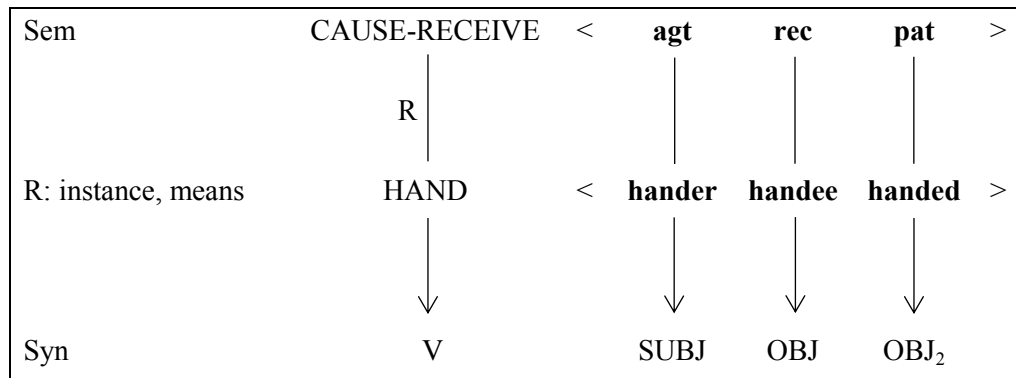 Sem CAUSE-RECEIVE < agt rec pat >
R
R: instance, means HAND < hander handee handed >
Syn V SUBJ OBJ OBJ₂